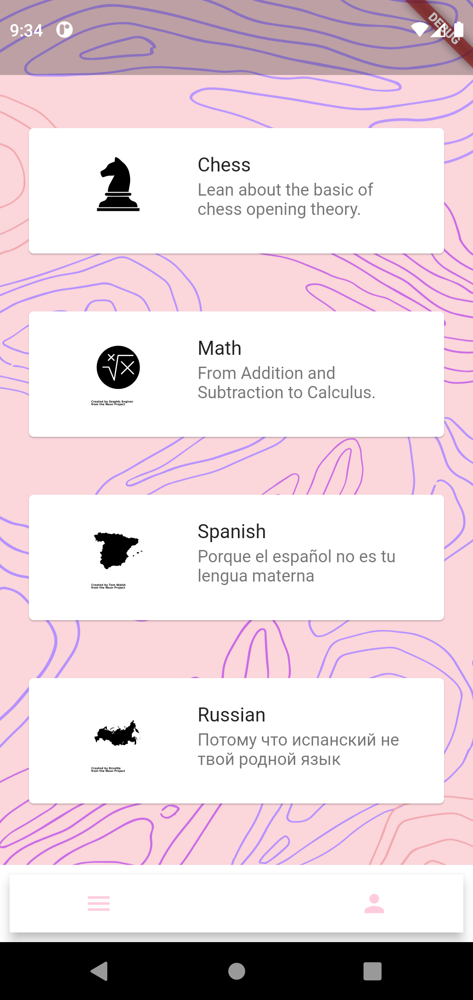 9:34
DEBUG
Chess
Lean about the basic of
chess opening theory.
Math
From Addition and
Subtraction to Calculus.
Created by Graphic Enginer
from the Noun Project
Spanish
Porque el español no es tu
lengua materna
Created by Tom Walsh
from the Noun Project
Russian
Потому что испанский не
твой родной язык
Created by Drusilla
from the Noun Project